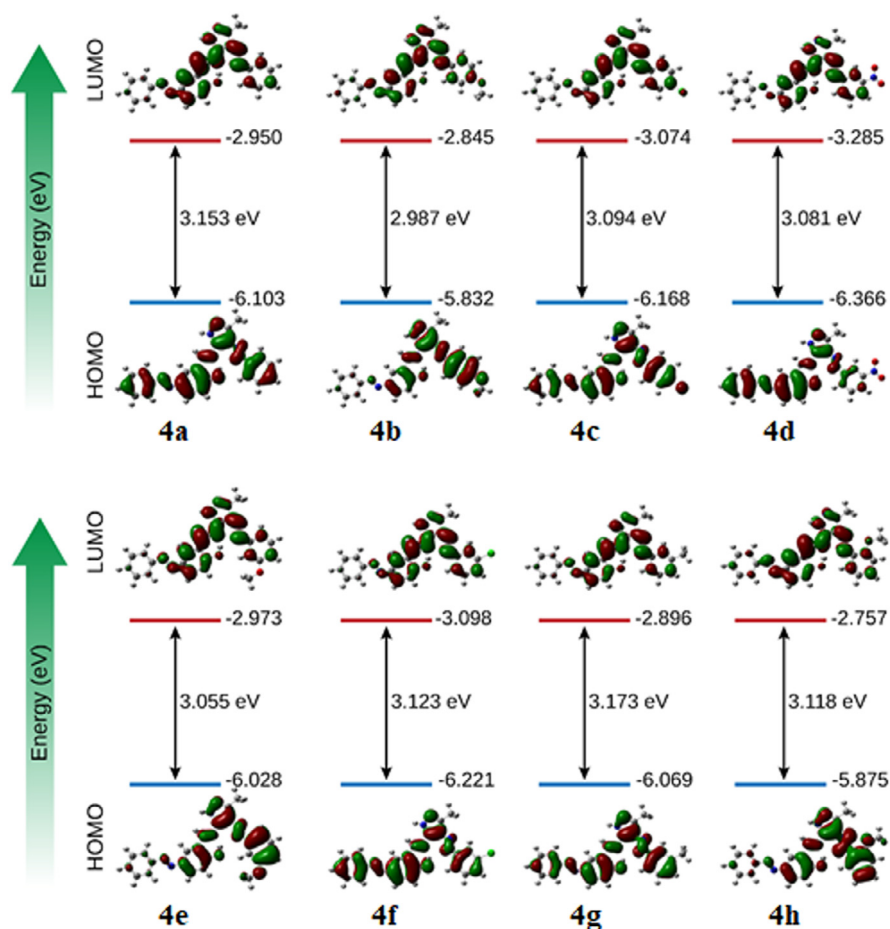 LUMO
-2.950
-2.845
-3.074
-3.285
Energy (eV)
3.153 eV
2.987 eV
3.094 eV
3.081 eV
-6.103
-5.832
-6.168
-6.366
HOMO
4a
4b
4c
4d
LUMO
-2.973
-3.098
-2.896
-2.757
Energy (eV)
3.055 eV
3.123 eV
3.173 eV
3.118 eV
-6.028
-6.221
-6.069
-5.875
HOMO
4e
4f
4g
4h